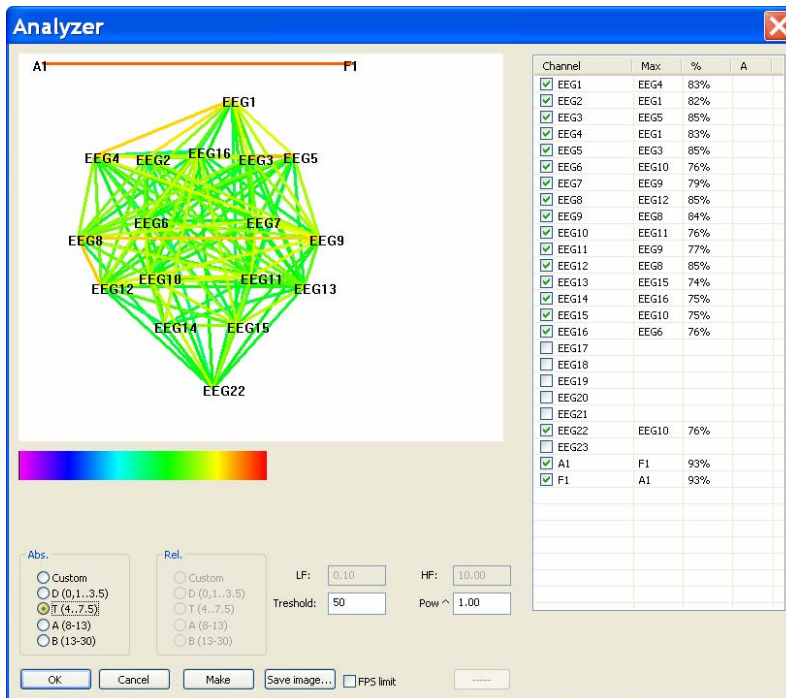 Analyzer
A1 F1
EEG1
EEG4 EEG2 EEG16 EEG3 EEG5
EEG6 EEG7
EEG8 EEG9
EEG10 EEG11
EEG12 EEG13
EEG14 EEG15
EEG22
Channel Max % A
EEG1 EEG4 83%
EEG2 EEG1 82%
EEG3 EEG5 85%
EEG4 EEG1 83%
EEG5 EEG3 85%
EEG6 EEG10 76%
EEG7 EEG9 79%
EEG8 EEG12 85%
EEG9 EEG8 84%
EEG10 EEG11 76%
EEG11 EEG9 77%
EEG12 EEG8 85%
EEG13 EEG15 74%
EEG14 EEG16 75%
EEG15 EEG10 75%
EEG16 EEG6 76%
EEG17
EEG18
EEG19
EEG20
EEG21
EEG22 EEG10 76%
EEG23
A1 F1 93%
F1 A1 93%
Abs.
Custom
D (0,1..3.5)
T (4..7.5)
A (8-13)
B (13-30)
Rel.
Custom
D (0,1..3.5)
T (4..7.5)
A (8-13)
B (13-30)
LF: 0.10 HF: 10.00
Treshold: 50 Pow ^ 1.00
OK Cancel Make Save image... FPS limit -----